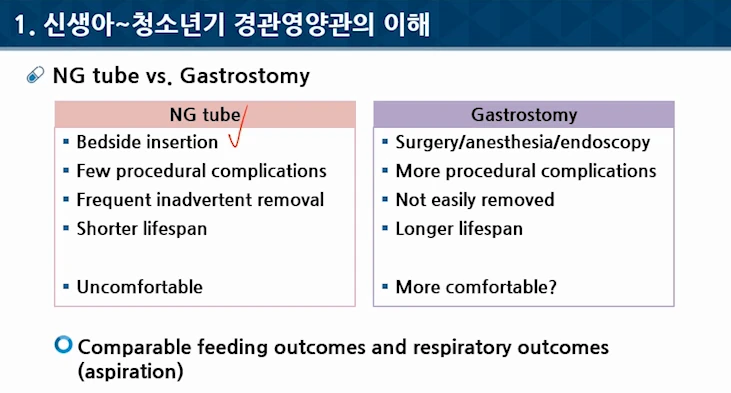 1. 신생아~청소년기 경관영양관의 이해
NG tube vs. Gastrostomy
NG tube
Bedside insertion
Few procedural complications
Frequent inadvertent removal
Shorter lifespan
Uncomfortable
Gastrostomy
Surgery/anesthesia/endoscopy
More procedural complications
Not easily removed
Longer lifespan
More comfortable?
Comparable feeding outcomes and respiratory outcomes
(aspiration)